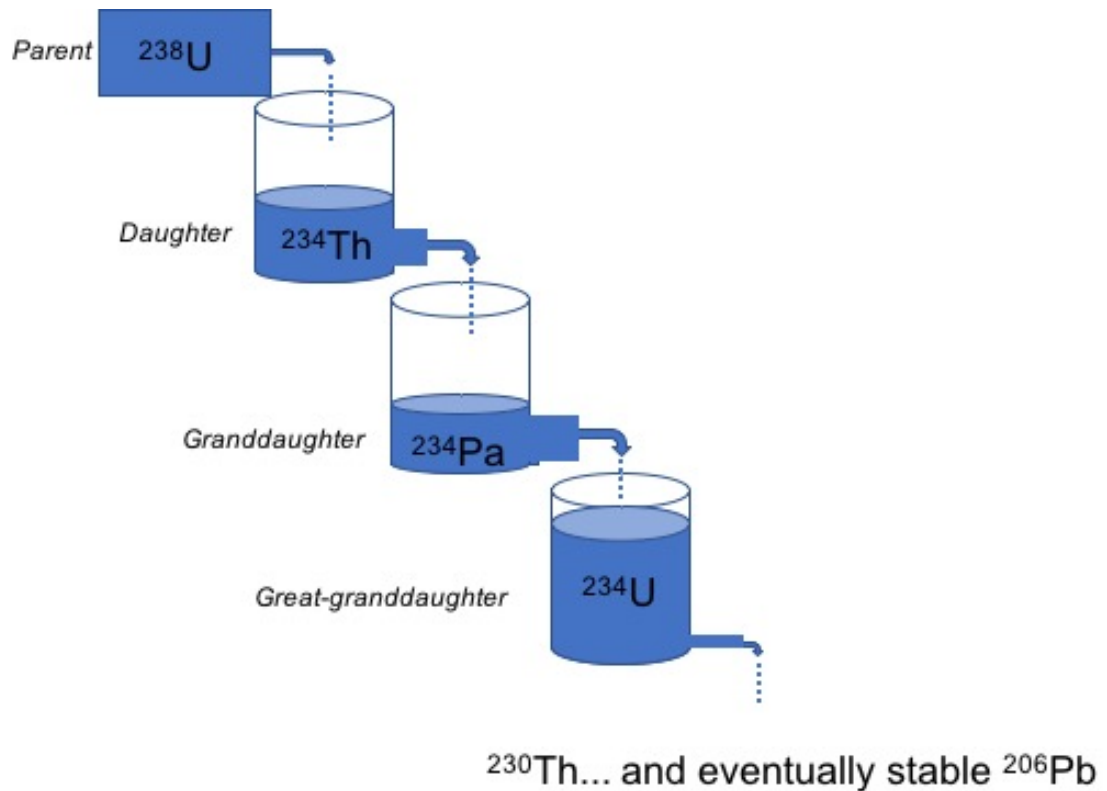 Parent
²³⁸U
Daughter
²³⁴Th
Granddaughter
²³⁴Pa
Great-granddaughter
²³⁴U
²³⁰Th... and eventually stable ²⁰⁶Pb